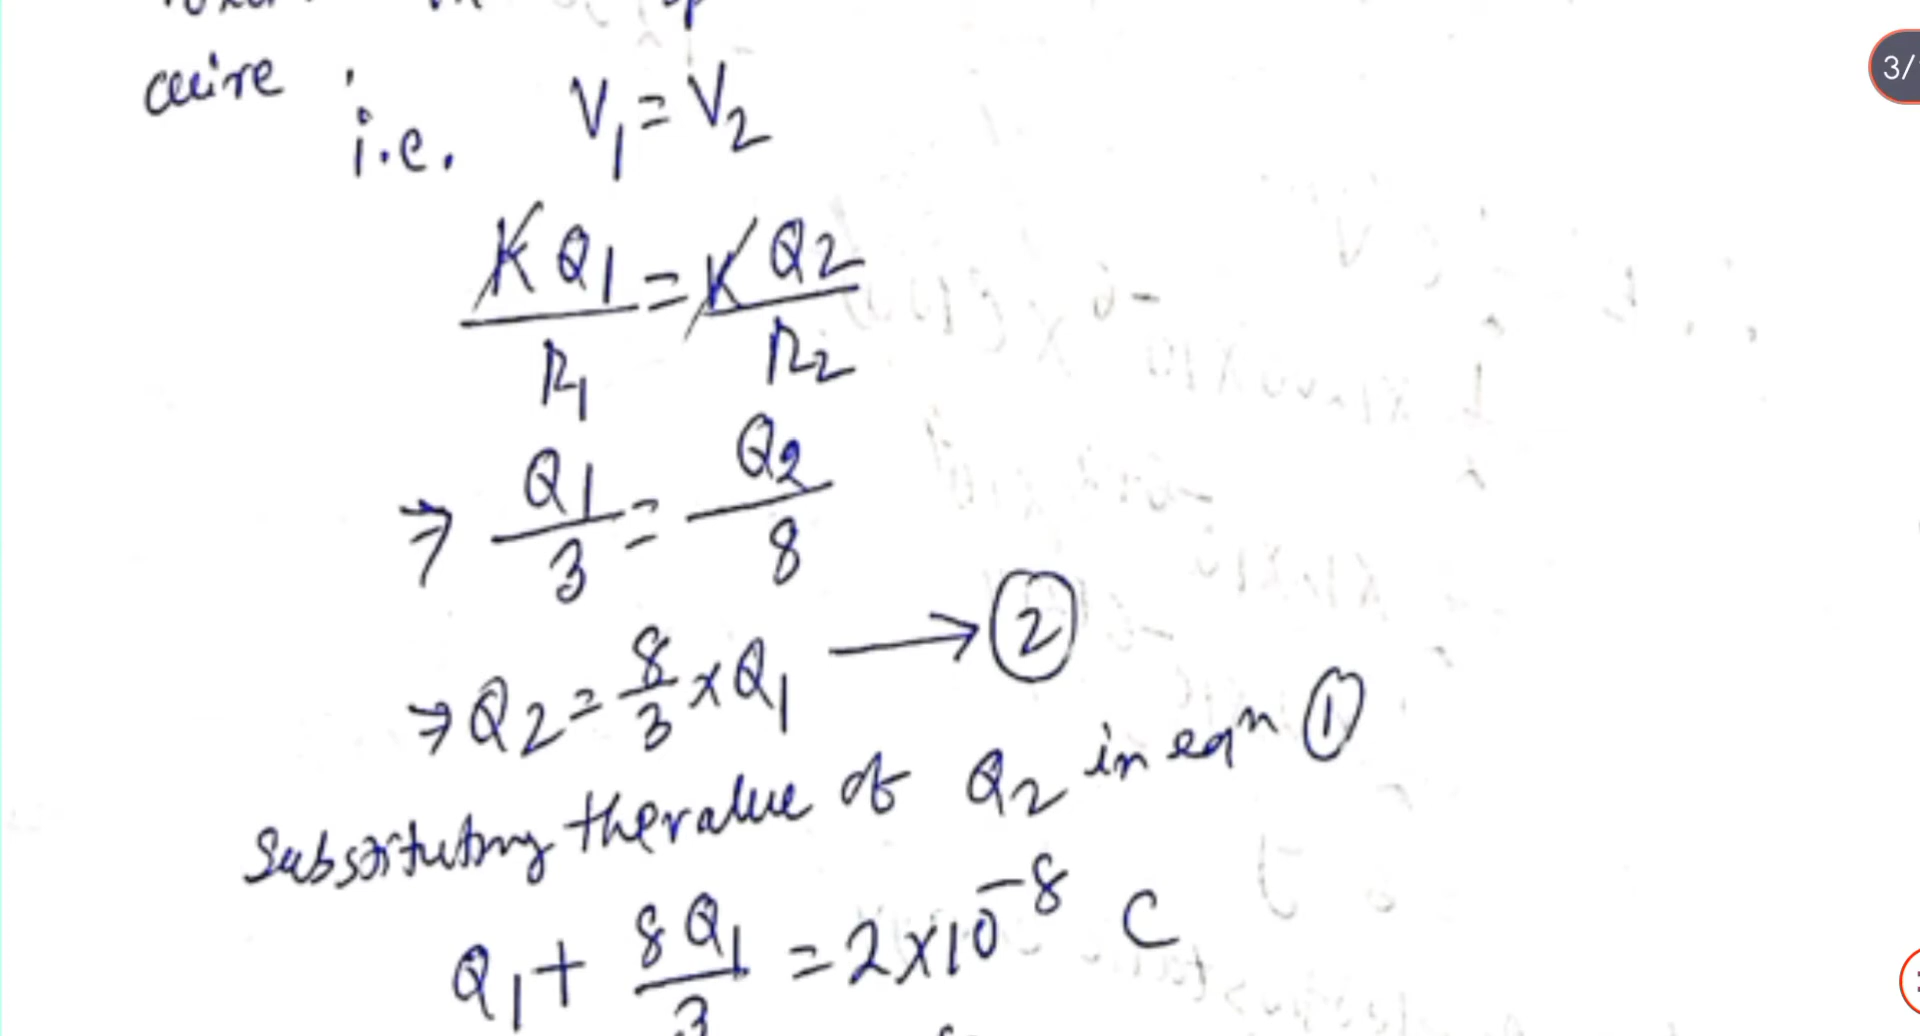 wire
i.e. V₁ = V₂
KQ₁/R₁ = KQ₂/R₂
⇒ Q₁/3 = Q₂/8
⇒ Q₂ = 8/3 × Q₁ → ②
Substituting the value of Q₂ in eqn ①
Q₁ + 8Q₁/3 = 2×10⁻⁸ C
3/